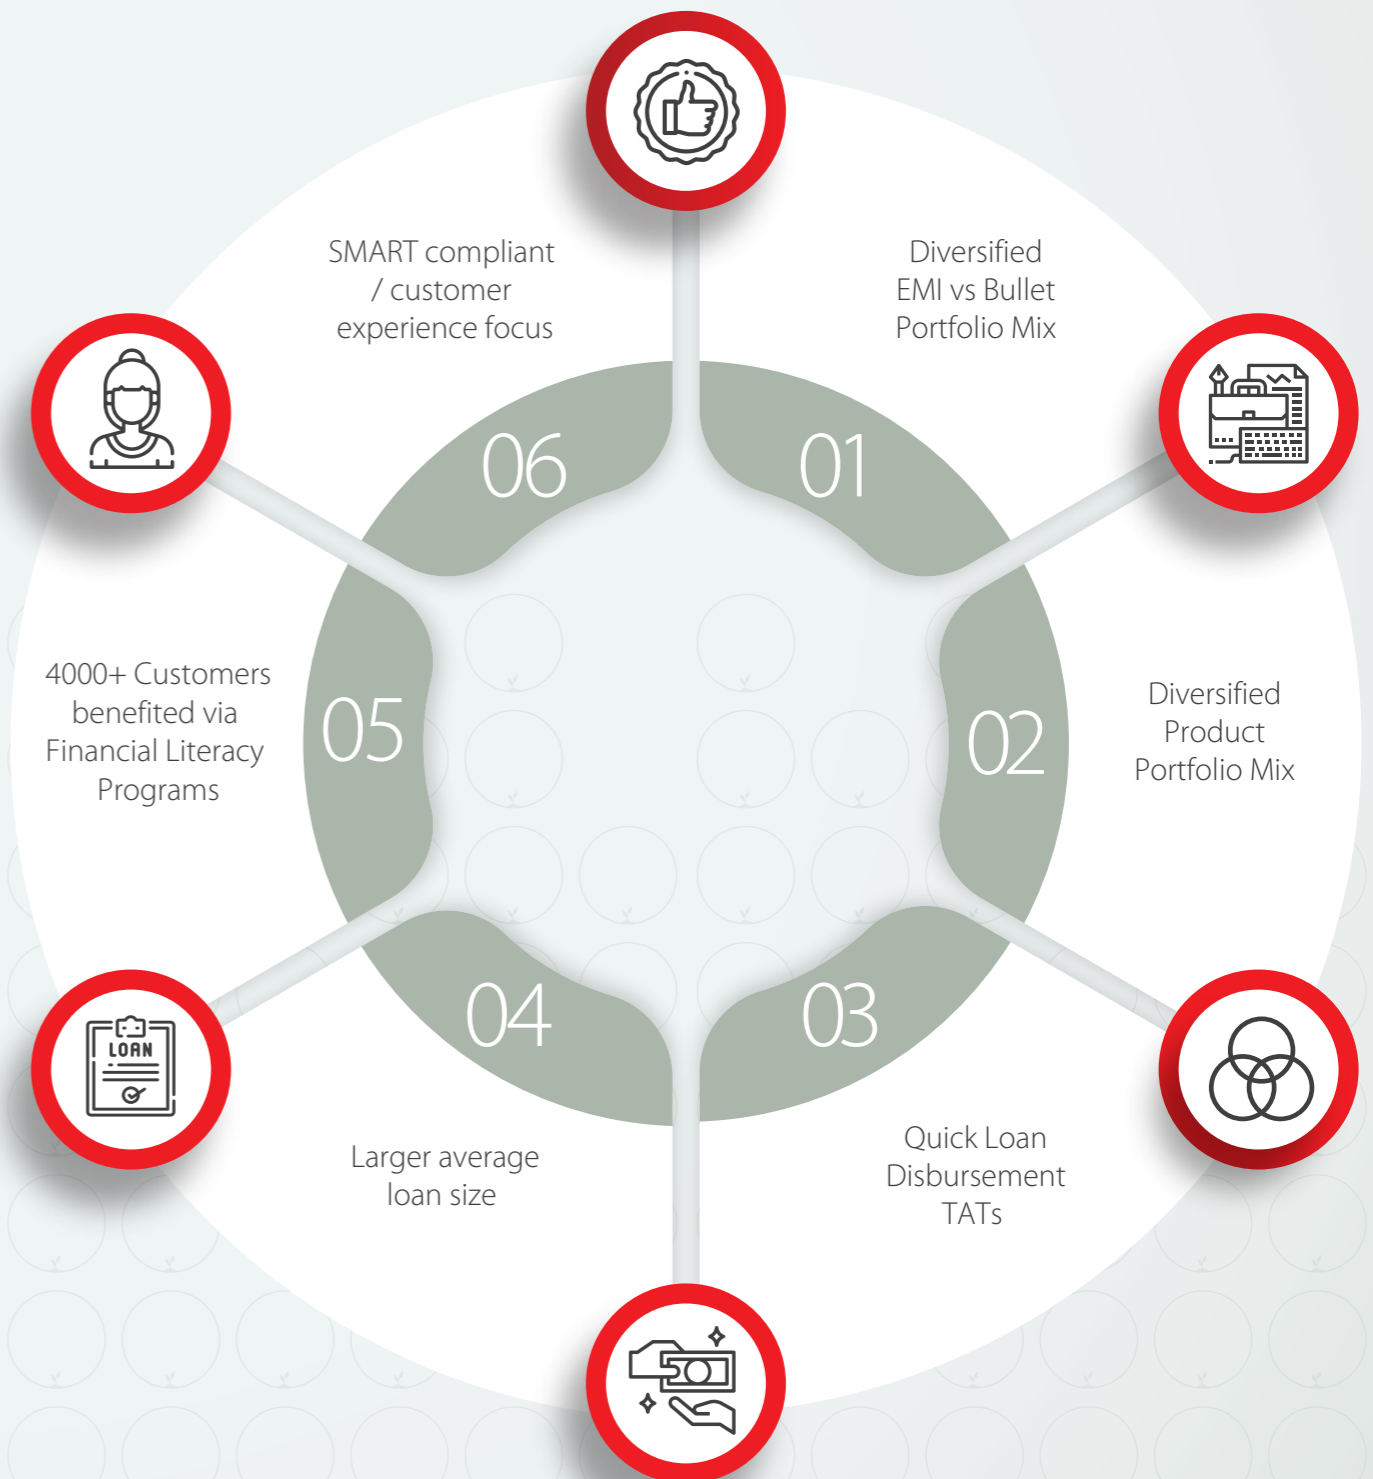 Diversified
EMI vs Bullet
Portfolio Mix
01
Diversified
Product
Portfolio Mix
02
Quick Loan
Disbursement
TATs
03
Larger average
loan size
04
LOAN
4000+ Customers
benefited via
Financial Literacy
Programs
05
SMART compliant
/ customer
experience focus
06